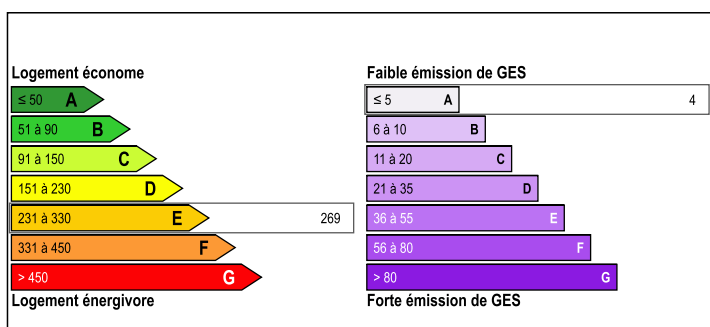 Logement économe
≤ 50 A
51 à 90 B
91 à 150 C
151 à 230 D
231 à 330 E 269
331 à 450 F
> 450 G
Logement énergivore
Faible émission de GES
≤ 5 A 4
6 à 10 B
11 à 20 C
21 à 35 D
36 à 55 E
56 à 80 F
> 80 G
Forte émission de GES